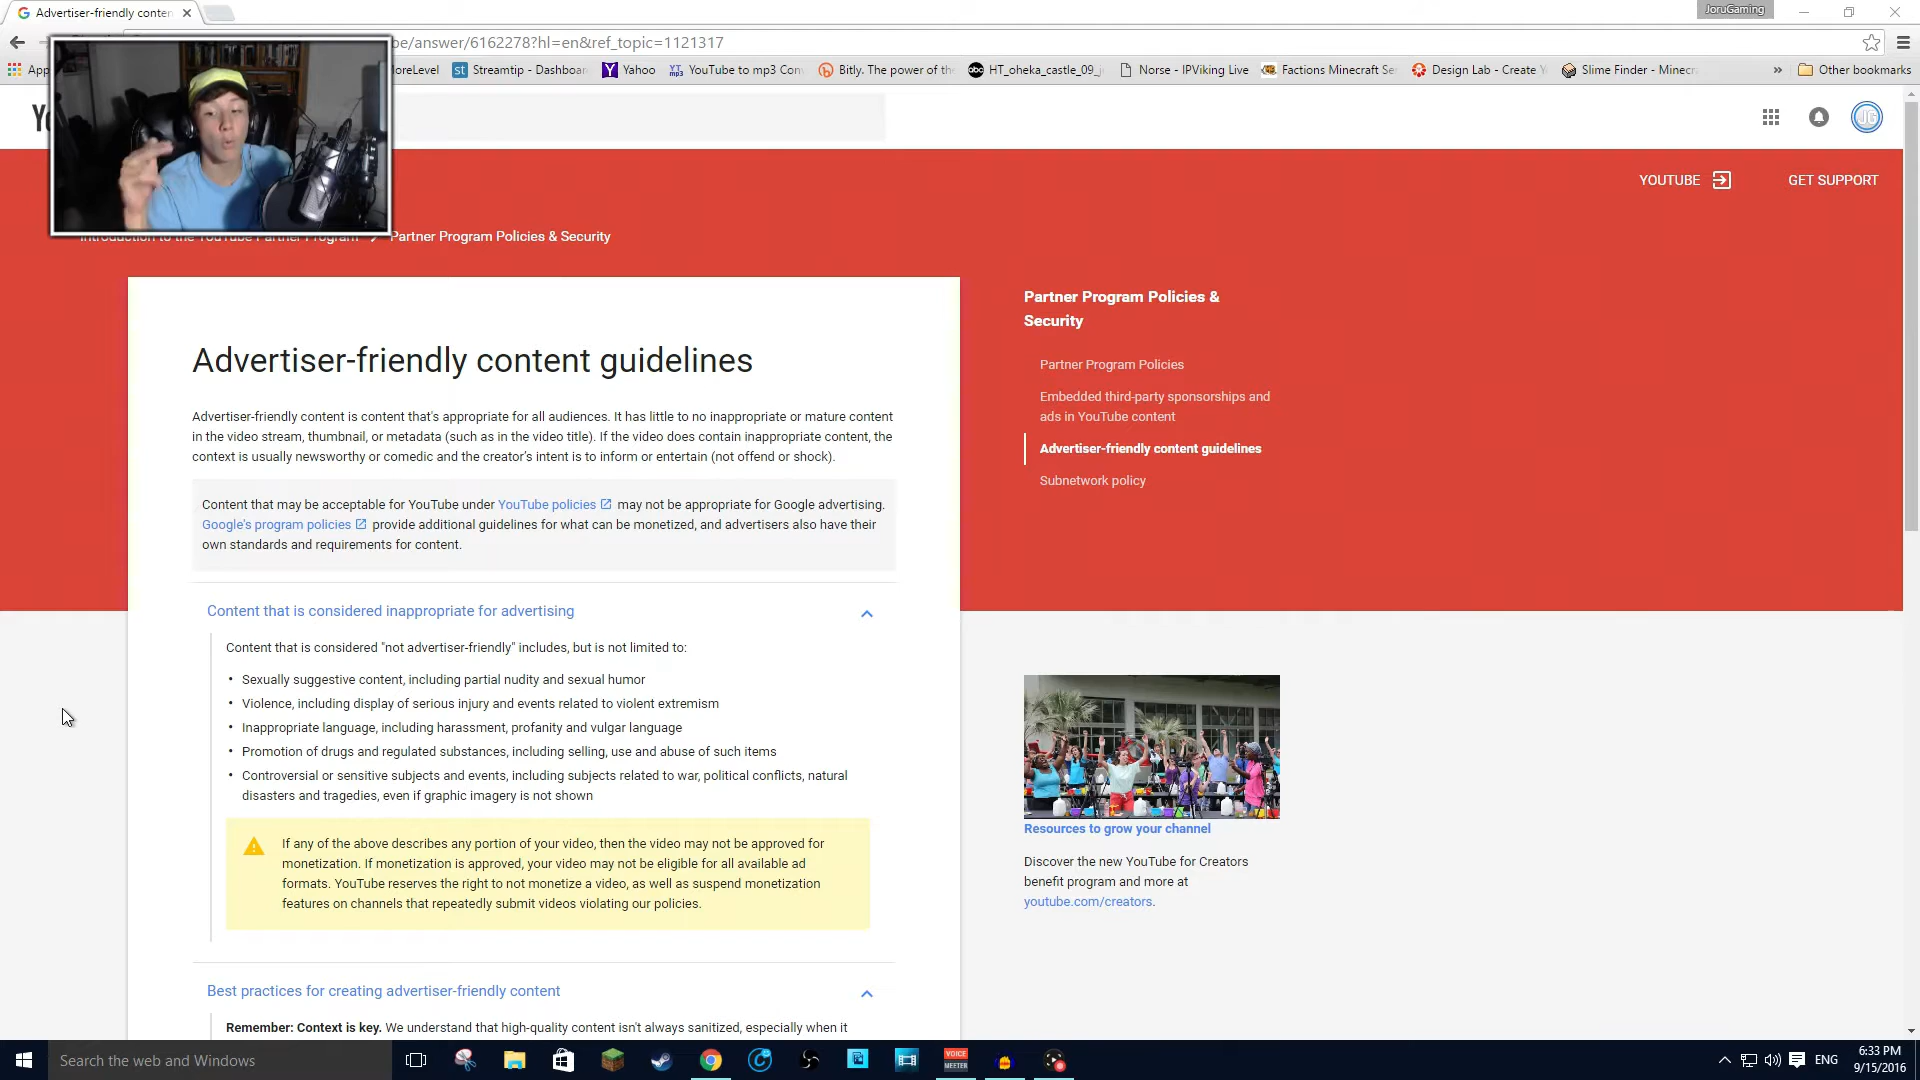 Advertiser-friendly conten
JoruGaming
be/answer/6162278?hl=en&ref_topic=1121317
App
MoreLevel
Streamtip - Dashboa
Yahoo
YouTube to mp3 Con
Bitly. The power of the
HT_oheka_castle_09_j
Norse - IPViking Live
Factions Minecraft Se
Design Lab - Create Y
Slime Finder - Minecra
»
Other bookmarks
JG
YOUTUBE
GET SUPPORT
Introduction to the YouTube Partner Program
Partner Program Policies & Security
Advertiser-friendly content guidelines
Advertiser-friendly content is content that's appropriate for all audiences. It has little to no inappropriate or mature content
in the video stream, thumbnail, or metadata (such as in the video title). If the video does contain inappropriate content, the
context is usually newsworthy or comedic and the creator's intent is to inform or entertain (not offend or shock).
Content that may be acceptable for YouTube under YouTube policies may not be appropriate for Google advertising.
Google's program policies provide additional guidelines for what can be monetized, and advertisers also have their
own standards and requirements for content.
Content that is considered inappropriate for advertising
Content that is considered "not advertiser-friendly" includes, but is not limited to:
• Sexually suggestive content, including partial nudity and sexual humor
• Violence, including display of serious injury and events related to violent extremism
• Inappropriate language, including harassment, profanity and vulgar language
• Promotion of drugs and regulated substances, including selling, use and abuse of such items
• Controversial or sensitive subjects and events, including subjects related to war, political conflicts, natural
disasters and tragedies, even if graphic imagery is not shown
If any of the above describes any portion of your video, then the video may not be approved for
monetization. If monetization is approved, your video may not be eligible for all available ad
formats. YouTube reserves the right to not monetize a video, as well as suspend monetization
features on channels that repeatedly submit videos violating our policies.
Best practices for creating advertiser-friendly content
Remember: Context is key. We understand that high-quality content isn't always sanitized, especially when it
Partner Program Policies &
Security
Partner Program Policies
Embedded third-party sponsorships and
ads in YouTube content
Advertiser-friendly content guidelines
Subnetwork policy
Resources to grow your channel
Discover the new YouTube for Creators
benefit program and more at
youtube.com/creators.
Search the web and Windows
VOICE
MEETER
ENG
6:33 PM
9/15/2016